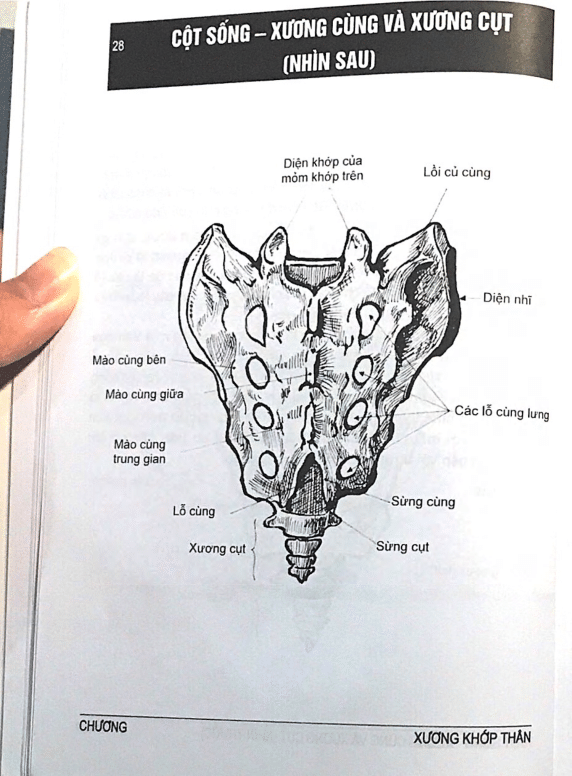 28
CỘT SỐNG – XƯƠNG CÙNG VÀ XƯƠNG CỤT
(NHÌN SAU)
Diện khớp của
mỏm khớp trên
Lồi củ cùng
Diện nhĩ
Mào cùng bên
Mào cùng giữa
Các lỗ cùng lưng
Mào cùng
trung gian
Sừng cùng
Lỗ cùng
Xương cụt
Sừng cụt
CHƯƠNG
XƯƠNG KHỚP THÂN